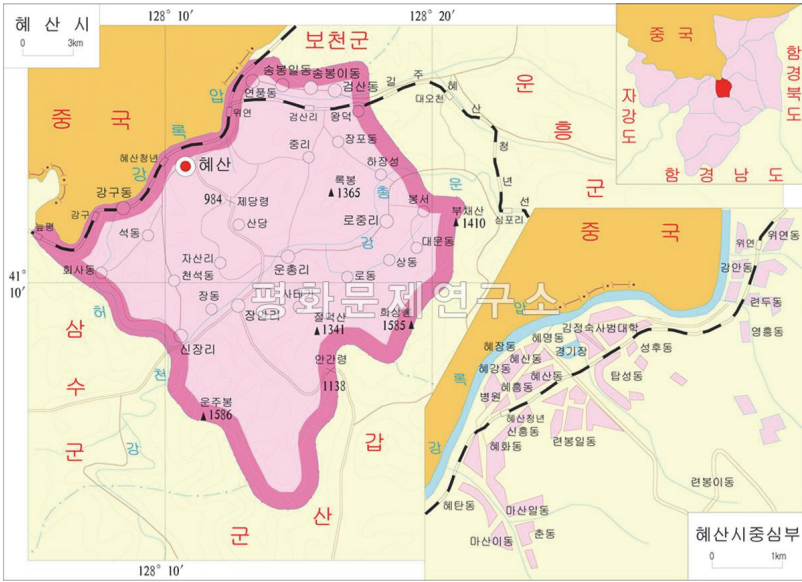 혜산시
0 3km
128° 10′
128° 20′
보천군
중국
압
록
강
송봉일동
송봉이동
연풍동
검산동
위연
검산리
왕덕
길
주
혜
산
청
년
선
대오천
운
흥
군
심포리
혜산청년
혜산
중리
장포동
하장성
록봉
▲1365
강구동
강구
984
제당령
석동
산당
로중리
봉서
부채산
▲1410
대운동
운
총
강
회사동
자산리
천석동
운총리
상동
로동
41°
10′
장동
장안리
평화문제연구소
▲1341
1585▲
신장리
안간령
1138
운주봉
▲1586
삼
수
군
허
천
강
갑
산
군
128° 10′
중국
자강도
함경북도
함경남도
중국
압
록
강
위연
위연동
강안동
련두동
영흥동
김정숙사범대학
혜명동
경기장
성후동
혜장동
혜신동
혜강동
혜산동
탑성동
혜흥동
병원
혜산청년
신흥동
혜화동
련봉일동
련봉이동
혜탄동
마산일동
마산이동
춘동
혜산시중심부
0 1km